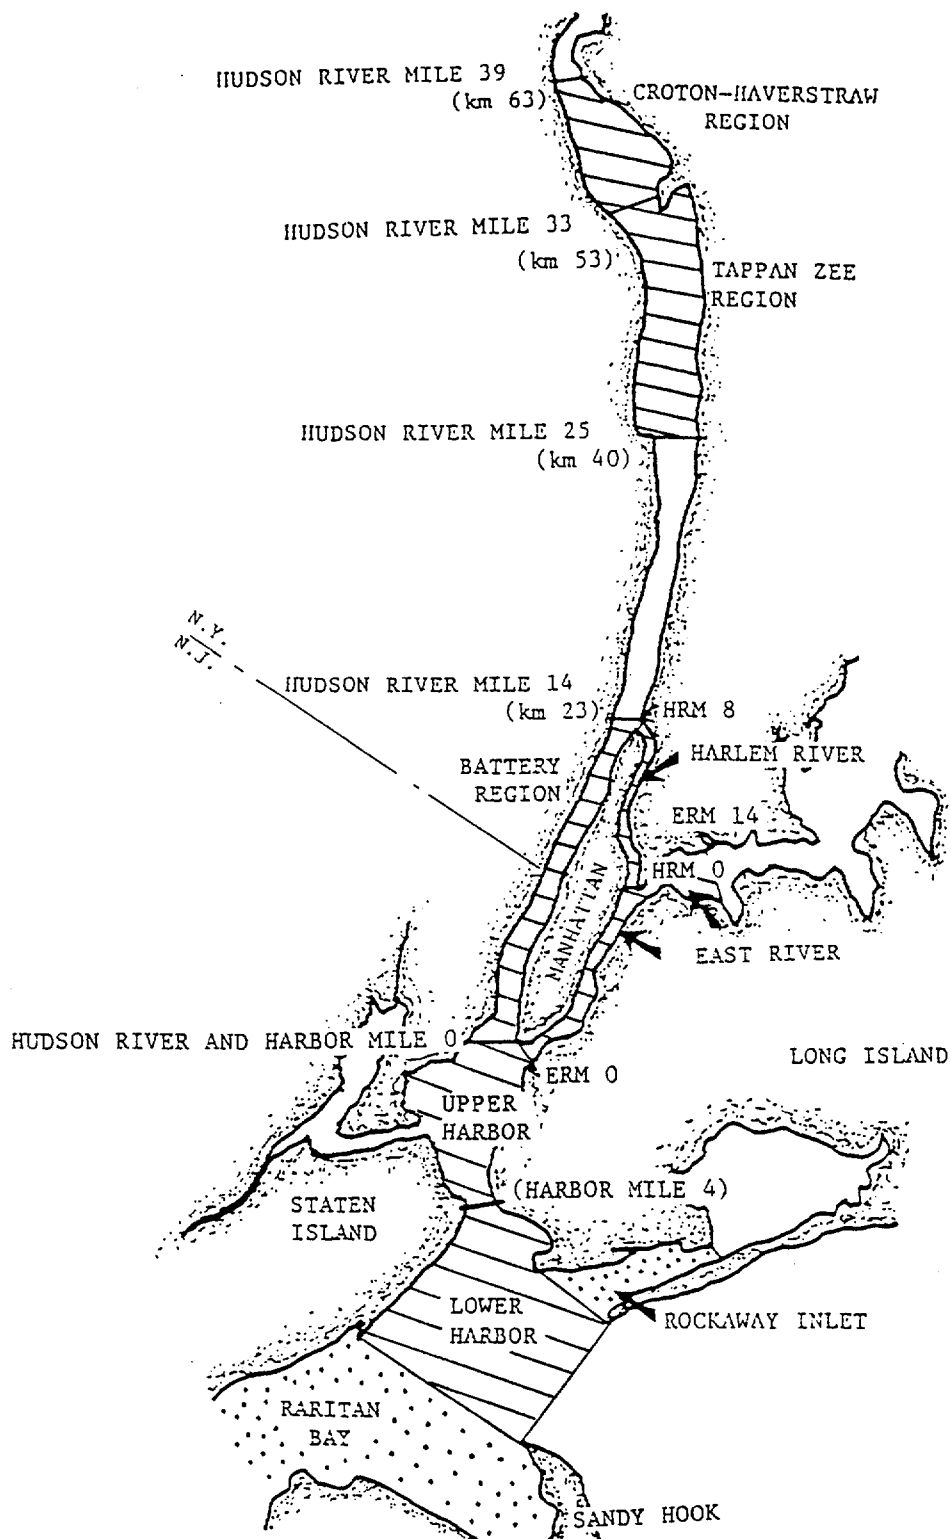 HUDSON RIVER MILE 39
(km 63)
CROTON-HAVERSTRAW
REGION
HUDSON RIVER MILE 33
(km 53)
TAPPAN ZEE
REGION
HUDSON RIVER MILE 25
(km 40)
N.Y.
N.J.
HUDSON RIVER MILE 14
(km 23)
HRM 8
HARLEM RIVER
BATTERY
REGION
ERM 14
HRM 0
MANHATTAN
EAST RIVER
HUDSON RIVER AND HARBOR MILE 0
LONG ISLAND
ERM 0
UPPER
HARBOR
(HARBOR MILE 4)
STATEN
ISLAND
LOWER
HARBOR
ROCKAWAY INLET
RARITAN
BAY
SANDY HOOK